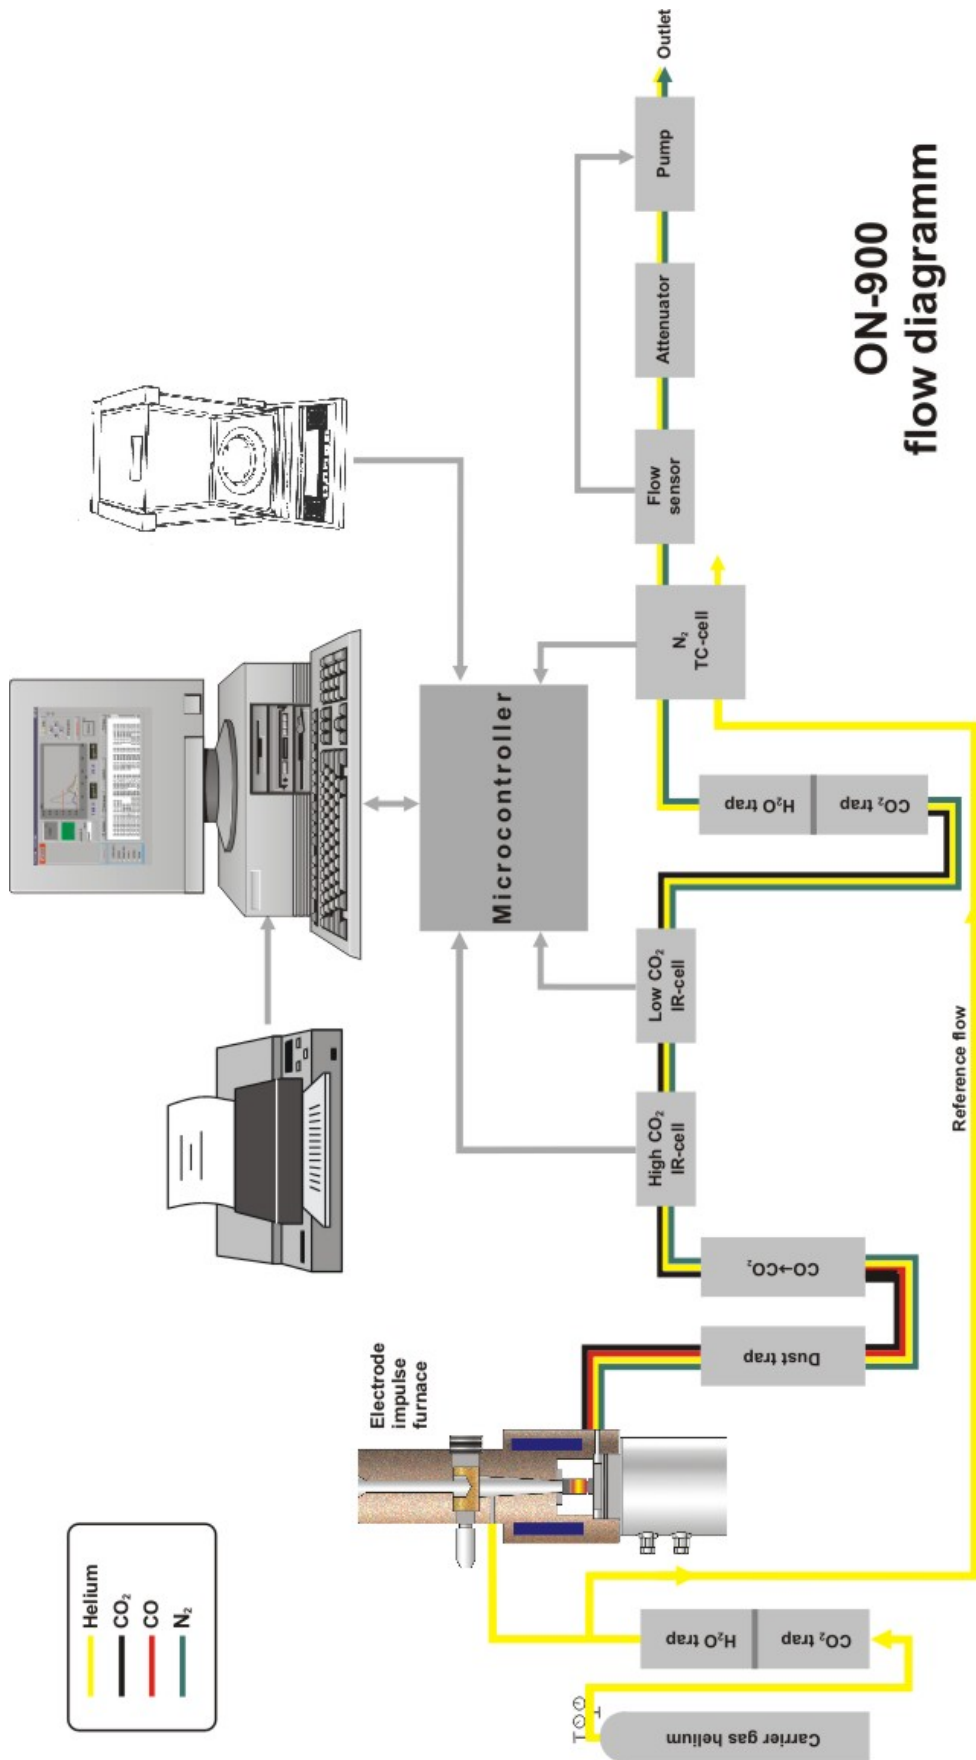 Helium
CO₂
CO
N₂
Electrode
impulse
furnace
Carrier gas helium
CO₂ trap
H₂O trap
Dust trap
CO→CO₂
High CO₂
IR-cell
Low CO₂
IR-cell
CO₂ trap
H₂O trap
Reference flow
Microcontroller
N₂
TC-cell
Flow
sensor
Attenuator
Pump
Outlet
ON-900
flow diagramm